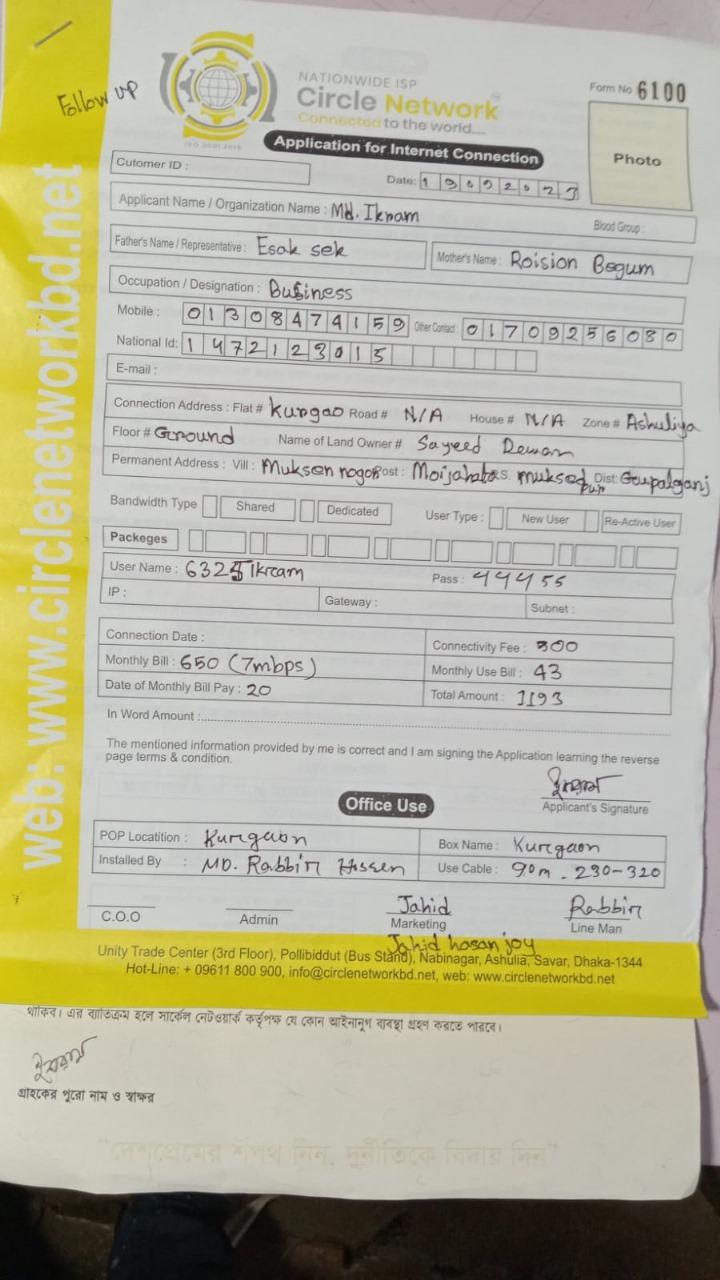 Follow up
NATIONWIDE ISP
Circle Network
Connected to the world....
Form No 6100
Application for Internet Connection
Photo
Cutomer ID :
Date: 1 9 0 9 2 0 2 3
Applicant Name / Organization Name : Md. Ikram
Blood Group :
Father's Name / Representative : Esak sek
Mother's Name : Roision Begum
Occupation / Designation : Business
Mobile : 0 1 3 0 8 4 7 4 1 5 9 Other Contact 0 1 7 0 9 2 5 6 0 8 0
National Id: 1 4 7 2 1 2 3 0 1 5
E-mail :
Connection Address : Flat # kurgao Road # N/A House # N/A Zone # Ashuliya
Floor # Ground Name of Land Owner # Sayeed Dewan
Permanent Address : Vill : Muksen nogor Post : Moijahata P.S. muksedpur Dist: Goupalganj
Bandwidth Type Shared Dedicated User Type : New User Re-Active User
Packeges
User Name : 6325Ikram Pass : 44455
IP : Gateway : Subnet :
Connection Date : Connectivity Fee : 500
Monthly Bill : 650 (7mbps) Monthly Use Bill : 43
Date of Monthly Bill Pay : 20 Total Amount : 1193
In Word Amount :
The mentioned information provided by me is correct and I am signing the Application learning the reverse
page terms & condition.
Applicant's Signature
Office Use
POP Locatition : Kurgaon Box Name : Kurgaon
Installed By : MD. Rabbir Hossen Use Cable : 90m - 230-320
Jahid Rabbir
C.O.O Admin Marketing Line Man
Jahid hasan joy
Unity Trade Center (3rd Floor), Pollibiddut (Bus Stand), Nabinagar, Ashulia, Savar, Dhaka-1344
Hot-Line: + 09611 800 900, info@circlenetworkbd.net, web: www.circlenetworkbd.net
web: www.circlenetworkbd.net
থাকিব। এর ব্যতিক্রম হলে সার্কেল নেটওয়ার্ক কর্তৃপক্ষ যে কোন আইনানুগ ব্যবস্থা গ্রহণ করতে পারবে।
গ্রাহকের পুরো নাম ও স্বাক্ষর
"দেশপ্রেমের শপথ নিন, দুর্নীতিকে বিদায় দিন"